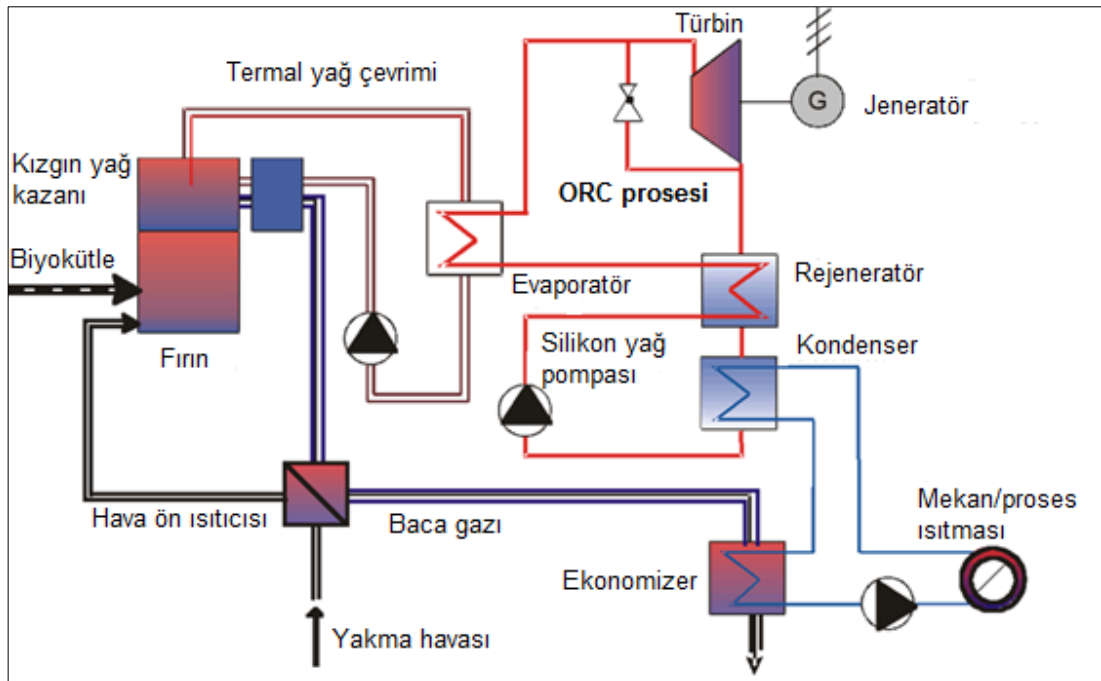 Türbin
Termal yağ çevrimi
G
Jeneratör
Kızgın yağ
kazanı
ORC prosesi
Biyokütle
Evaporatör
Rejeneratör
Fırın
Silikon yağ
pompası
Kondenser
Hava ön ısıtıcısı
Baca gazı
Mekan/proses
ısıtması
Ekonomizer
Yakma havası